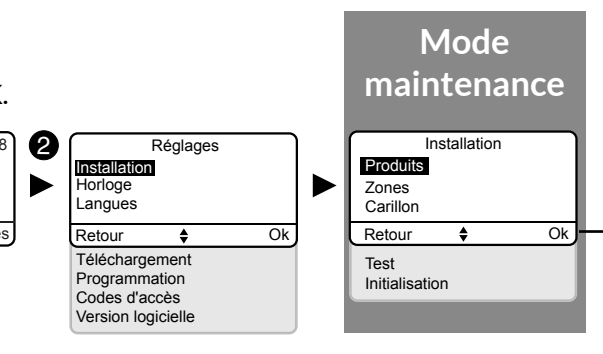 Mode
maintenance
2
Réglages
Installation
Horloge
Langues
Retour Ok
Téléchargement
Programmation
Codes d'accès
Version logicielle
Installation
Produits
Zones
Carillon
Retour Ok
Test
Initialisation